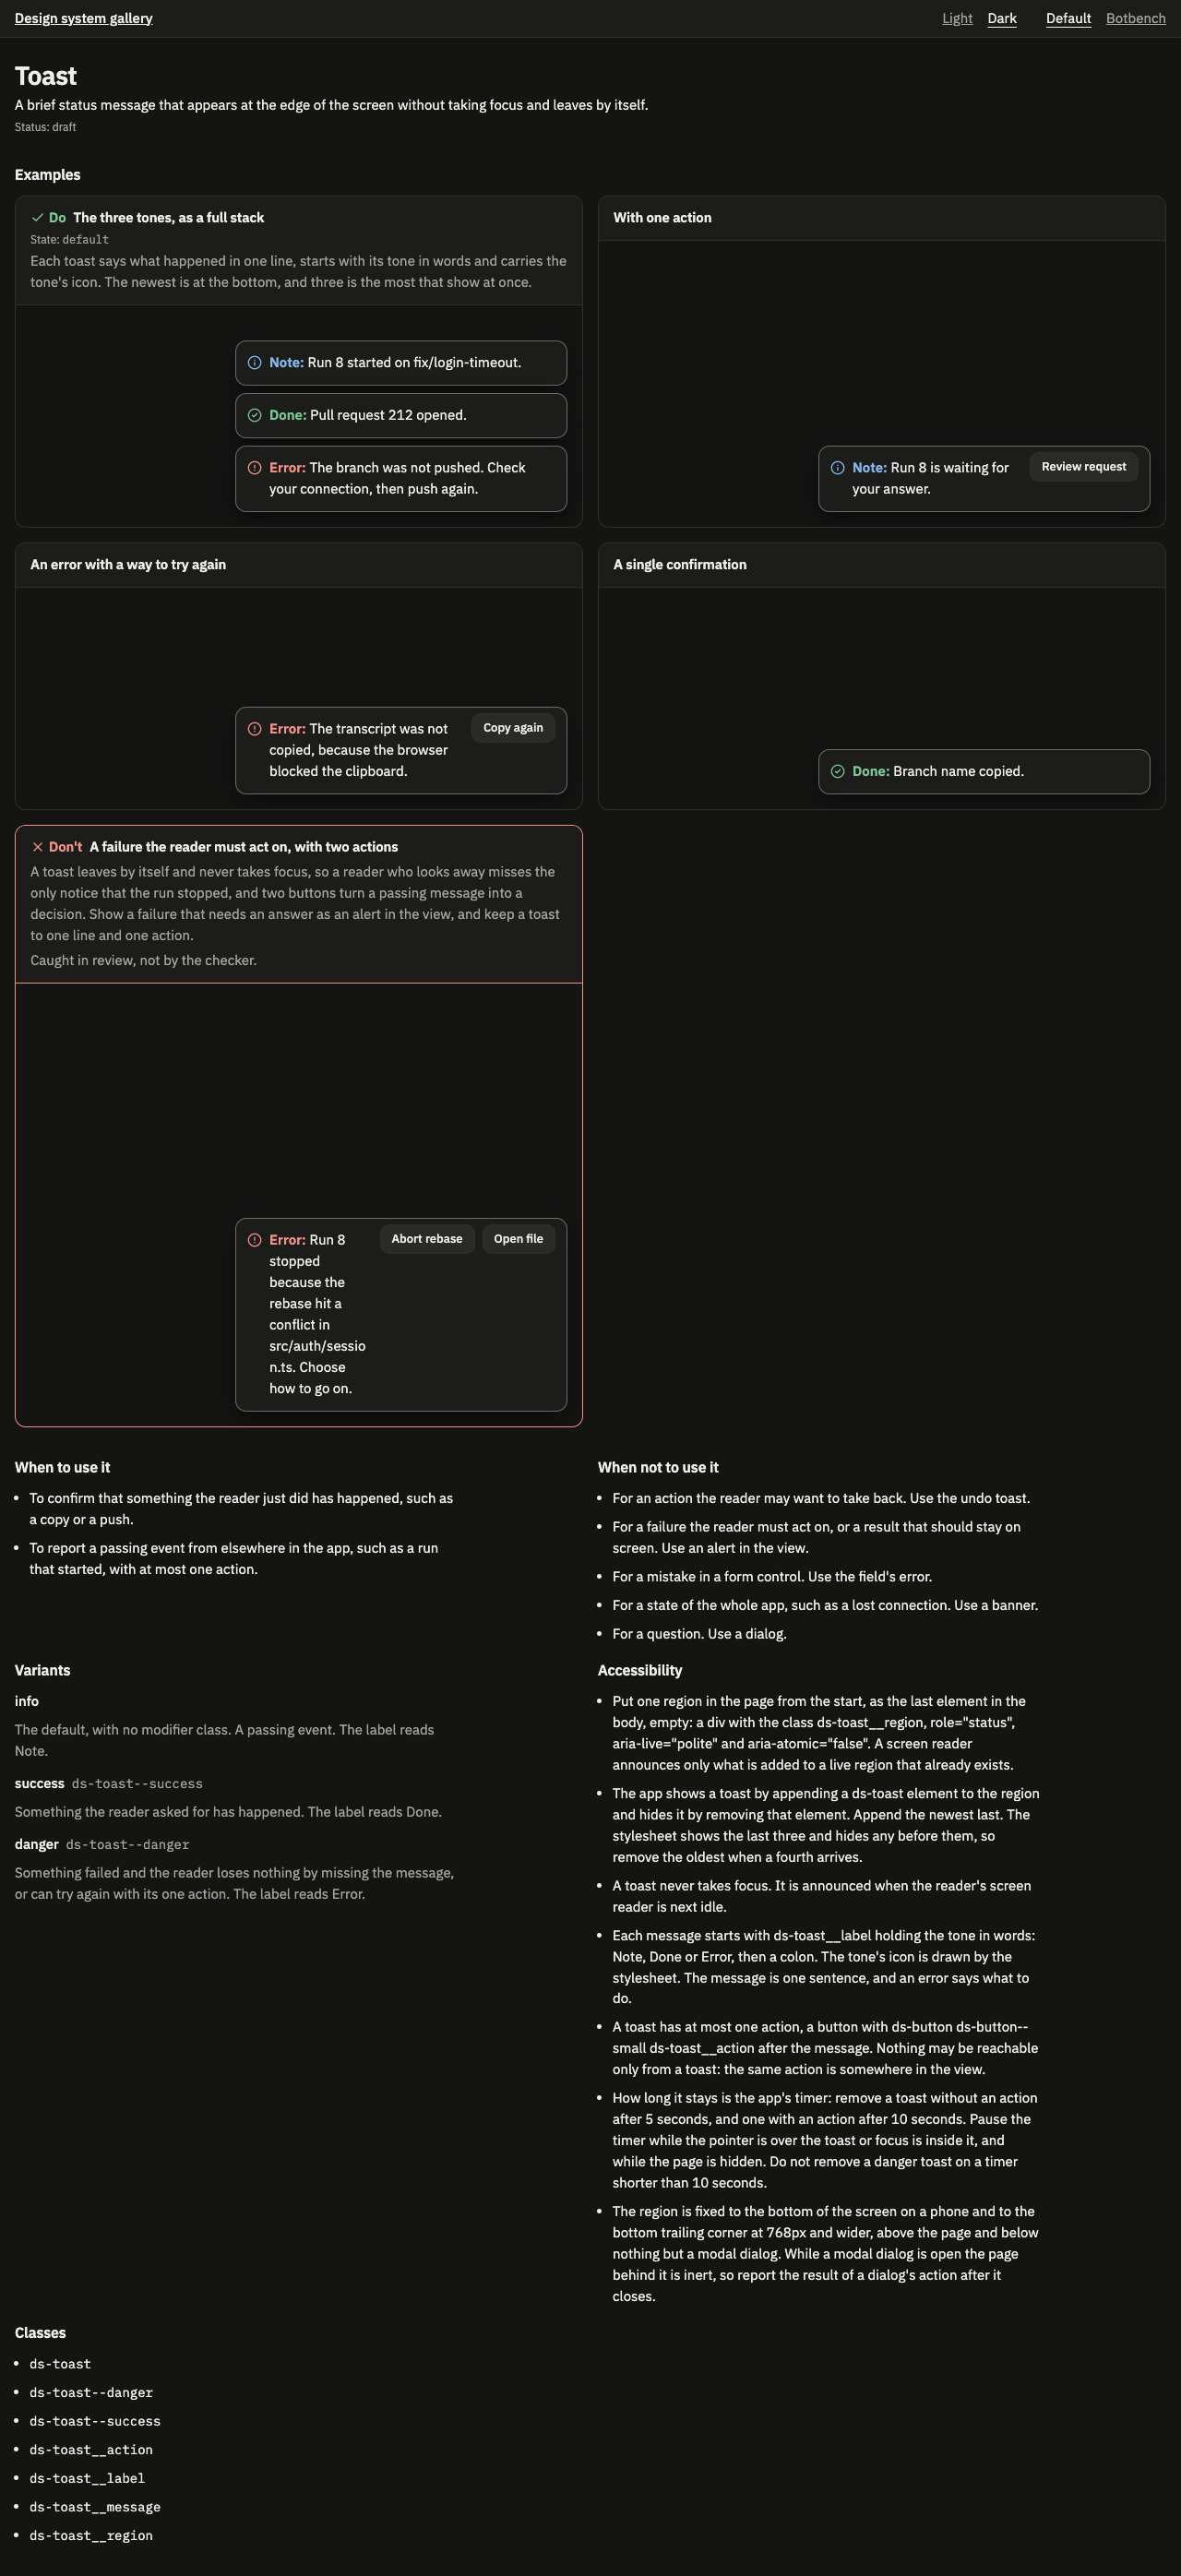 Design system gallery
Light Dark Default Botbench
Toast
A brief status message that appears at the edge of the screen without taking focus and leaves by itself.
Status: draft
Examples
Do The three tones, as a full stack
State: default
Each toast says what happened in one line, starts with its tone in words and carries the
tone's icon. The newest is at the bottom, and three is the most that show at once.
Note: Run 8 started on fix/login-timeout.
Done: Pull request 212 opened.
Error: The branch was not pushed. Check
your connection, then push again.
With one action
Note: Run 8 is waiting for
your answer.
Review request
An error with a way to try again
Error: The transcript was not
copied, because the browser
blocked the clipboard.
Copy again
A single confirmation
Done: Branch name copied.
Don't A failure the reader must act on, with two actions
A toast leaves by itself and never takes focus, so a reader who looks away misses the
only notice that the run stopped, and two buttons turn a passing message into a
decision. Show a failure that needs an answer as an alert in the view, and keep a toast
to one line and one action.
Caught in review, not by the checker.
Error: Run 8
stopped
because the
rebase hit a
conflict in
src/auth/sessio
n.ts. Choose
how to go on.
Abort rebase
Open file
When to use it
To confirm that something the reader just did has happened, such as
a copy or a push.
To report a passing event from elsewhere in the app, such as a run
that started, with at most one action.
When not to use it
For an action the reader may want to take back. Use the undo toast.
For a failure the reader must act on, or a result that should stay on
screen. Use an alert in the view.
For a mistake in a form control. Use the field's error.
For a state of the whole app, such as a lost connection. Use a banner.
For a question. Use a dialog.
Variants
info
The default, with no modifier class. A passing event. The label reads
Note.
success ds-toast--success
Something the reader asked for has happened. The label reads Done.
danger ds-toast--danger
Something failed and the reader loses nothing by missing the message,
or can try again with its one action. The label reads Error.
Accessibility
Put one region in the page from the start, as the last element in the
body, empty: a div with the class ds-toast__region, role="status",
aria-live="polite" and aria-atomic="false". A screen reader
announces only what is added to a live region that already exists.
The app shows a toast by appending a ds-toast element to the region
and hides it by removing that element. Append the newest last. The
stylesheet shows the last three and hides any before them, so
remove the oldest when a fourth arrives.
A toast never takes focus. It is announced when the reader's screen
reader is next idle.
Each message starts with ds-toast__label holding the tone in words:
Note, Done or Error, then a colon. The tone's icon is drawn by the
stylesheet. The message is one sentence, and an error says what to
do.
A toast has at most one action, a button with ds-button ds-button--
small ds-toast__action after the message. Nothing may be reachable
only from a toast: the same action is somewhere in the view.
How long it stays is the app's timer: remove a toast without an action
after 5 seconds, and one with an action after 10 seconds. Pause the
timer while the pointer is over the toast or focus is inside it, and
while the page is hidden. Do not remove a danger toast on a timer
shorter than 10 seconds.
The region is fixed to the bottom of the screen on a phone and to the
bottom trailing corner at 768px and wider, above the page and below
nothing but a modal dialog. While a modal dialog is open the page
behind it is inert, so report the result of a dialog's action after it
closes.
Classes
ds-toast
ds-toast--danger
ds-toast--success
ds-toast__action
ds-toast__label
ds-toast__message
ds-toast__region